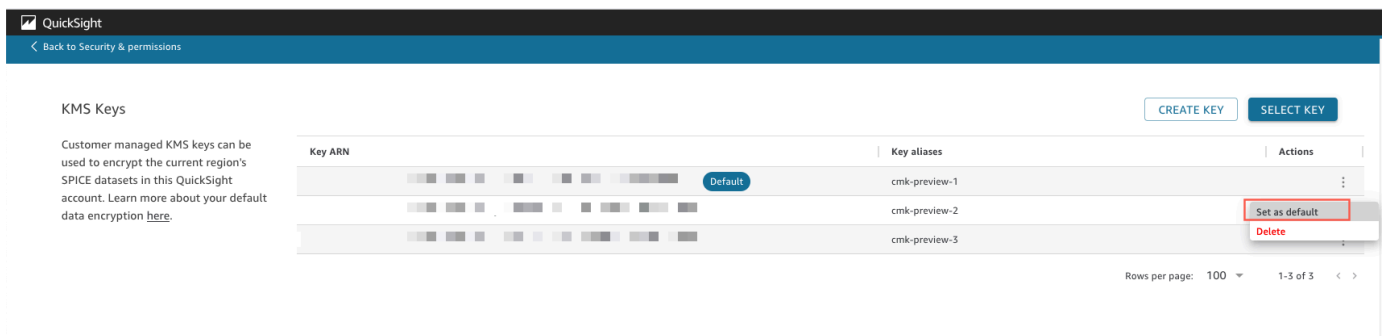 QuickSight
Back to Security & permissions
KMS Keys
CREATE KEY
SELECT KEY
Customer managed KMS keys can be
used to encrypt the current region's
SPICE datasets in this QuickSight
account. Learn more about your default
data encryption here.
Key ARN
Key aliases
Actions
Default
cmk-preview-1
cmk-preview-2
Set as default
Delete
cmk-preview-3
Rows per page: 100
1-3 of 3